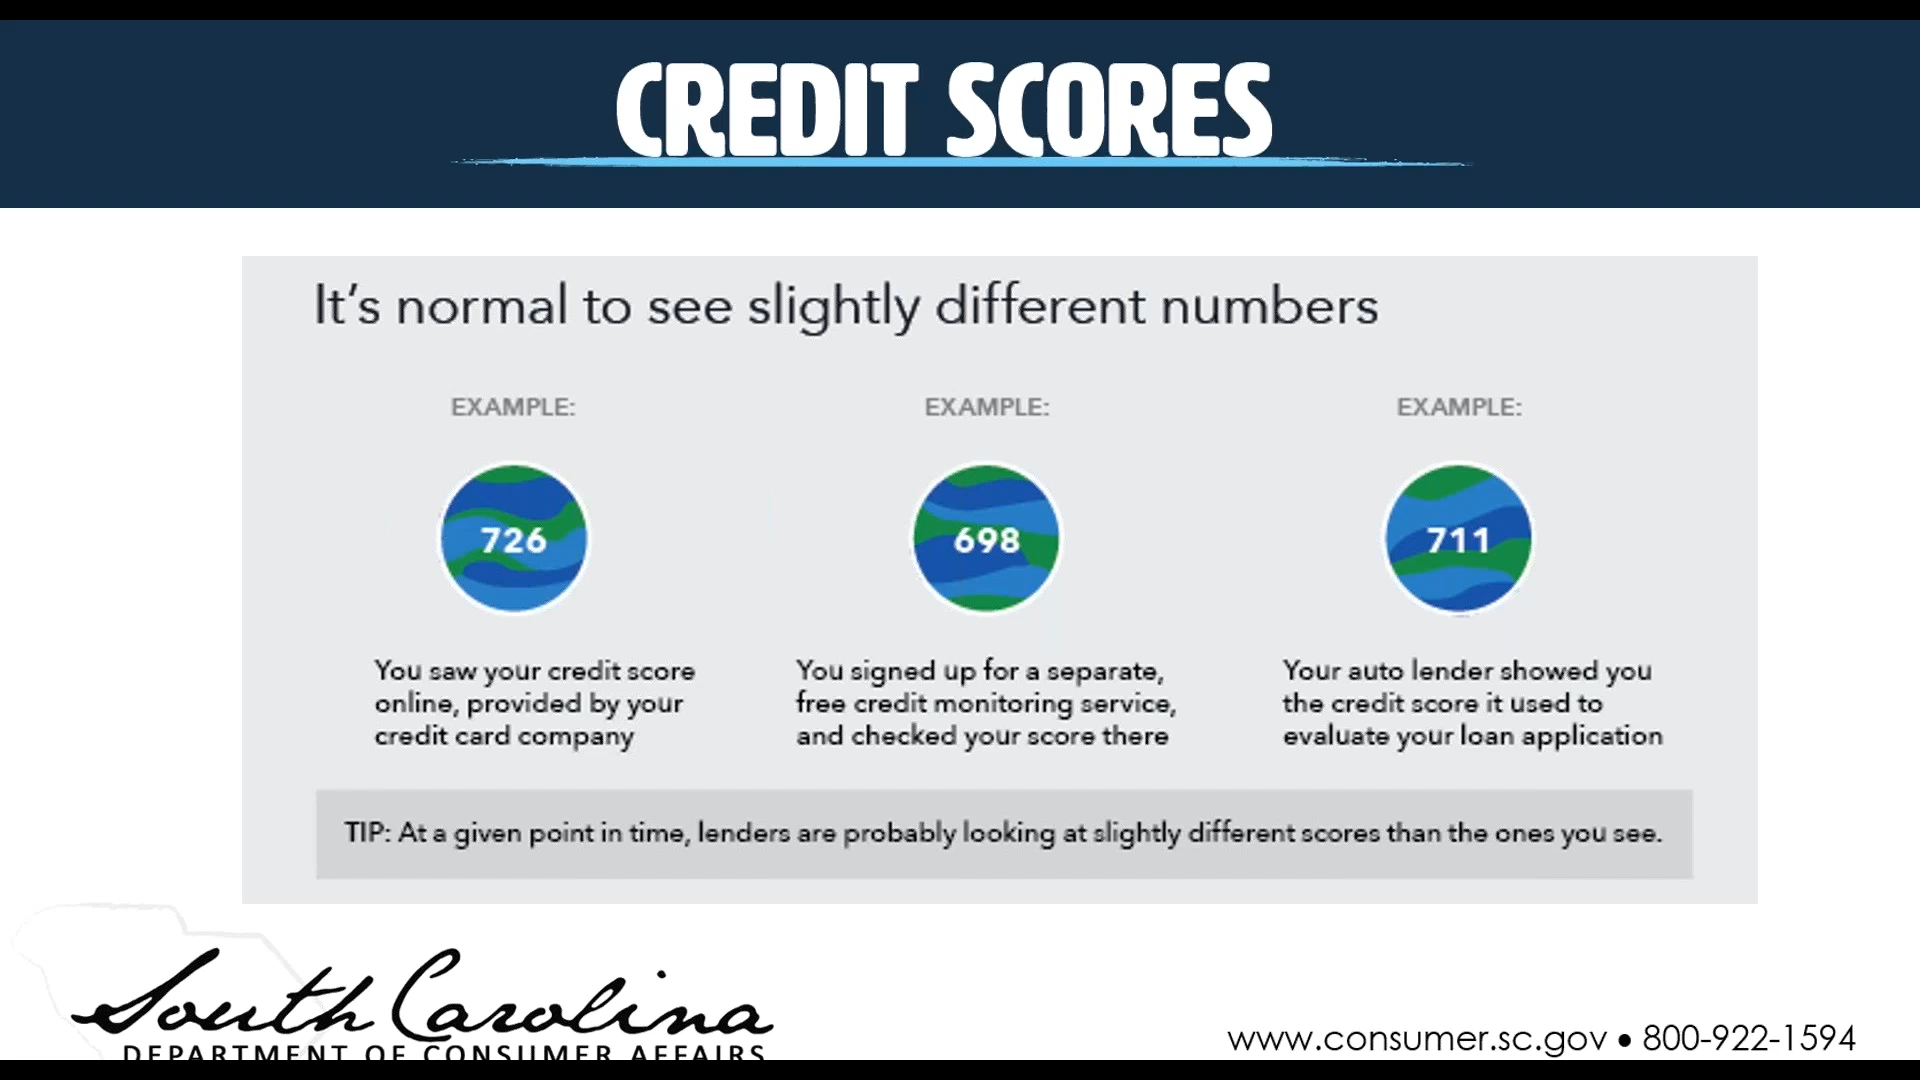 CREDIT SCORES
It's normal to see slightly different numbers
EXAMPLE:
726
You saw your credit score
online, provided by your
credit card company
EXAMPLE:
698
You signed up for a separate,
free credit monitoring service,
and checked your score there
EXAMPLE:
711
Your auto lender showed you
the credit score it used to
evaluate your loan application
TIP: At a given point in time, lenders are probably looking at slightly different scores than the ones you see.
South Carolina
DEPARTMENT OF CONSUMER AFFAIRS
www.consumer.sc.gov • 800-922-1594